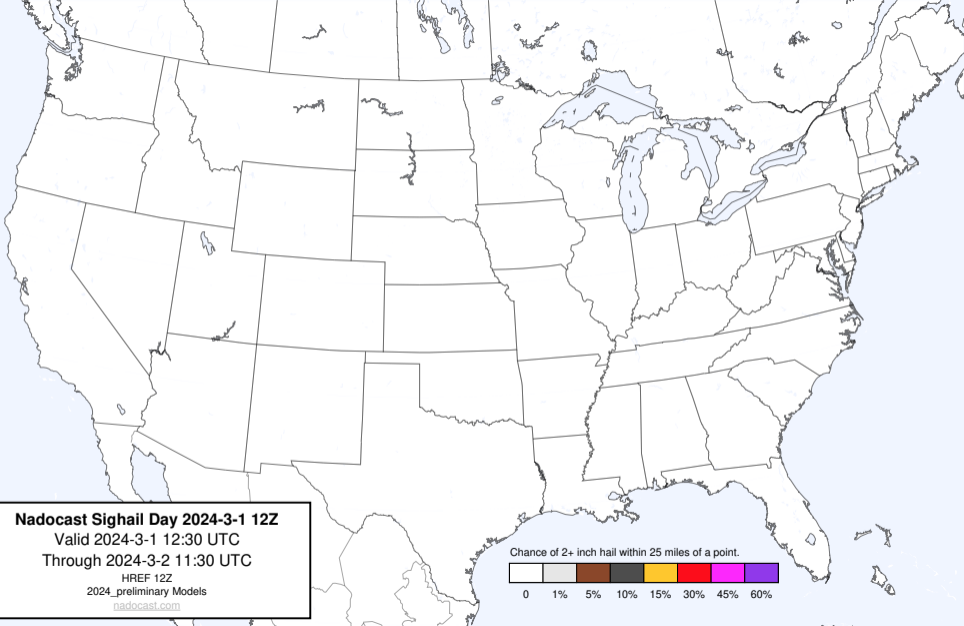 Nadocast Sighail Day 2024-3-1 12Z
Valid 2024-3-1 12:30 UTC
Through 2024-3-2 11:30 UTC
HREF 12Z
2024_preliminary Models
nadocast.com
Chance of 2+ inch hail within 25 miles of a point.
0 1% 5% 10% 15% 30% 45% 60%